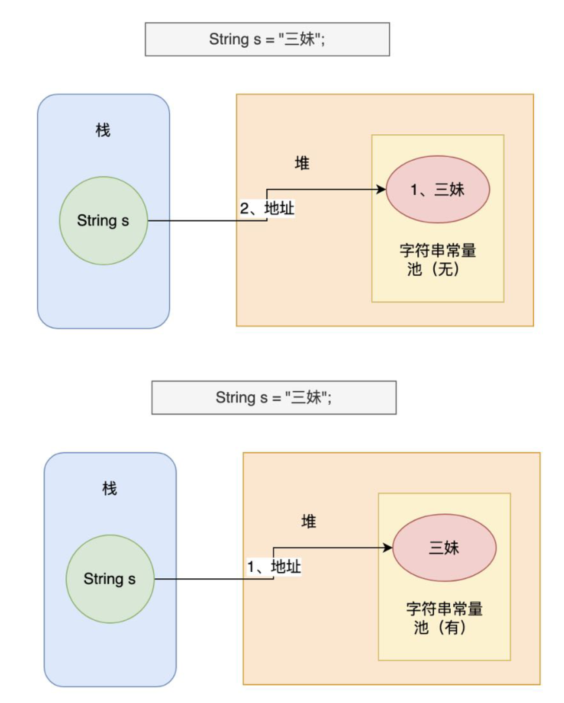 String s = "三妹";
栈
堆
String s
1、三妹
2、地址
字符串常量
池（无）
String s = "三妹";
栈
堆
String s
三妹
1、地址
字符串常量
池（有）